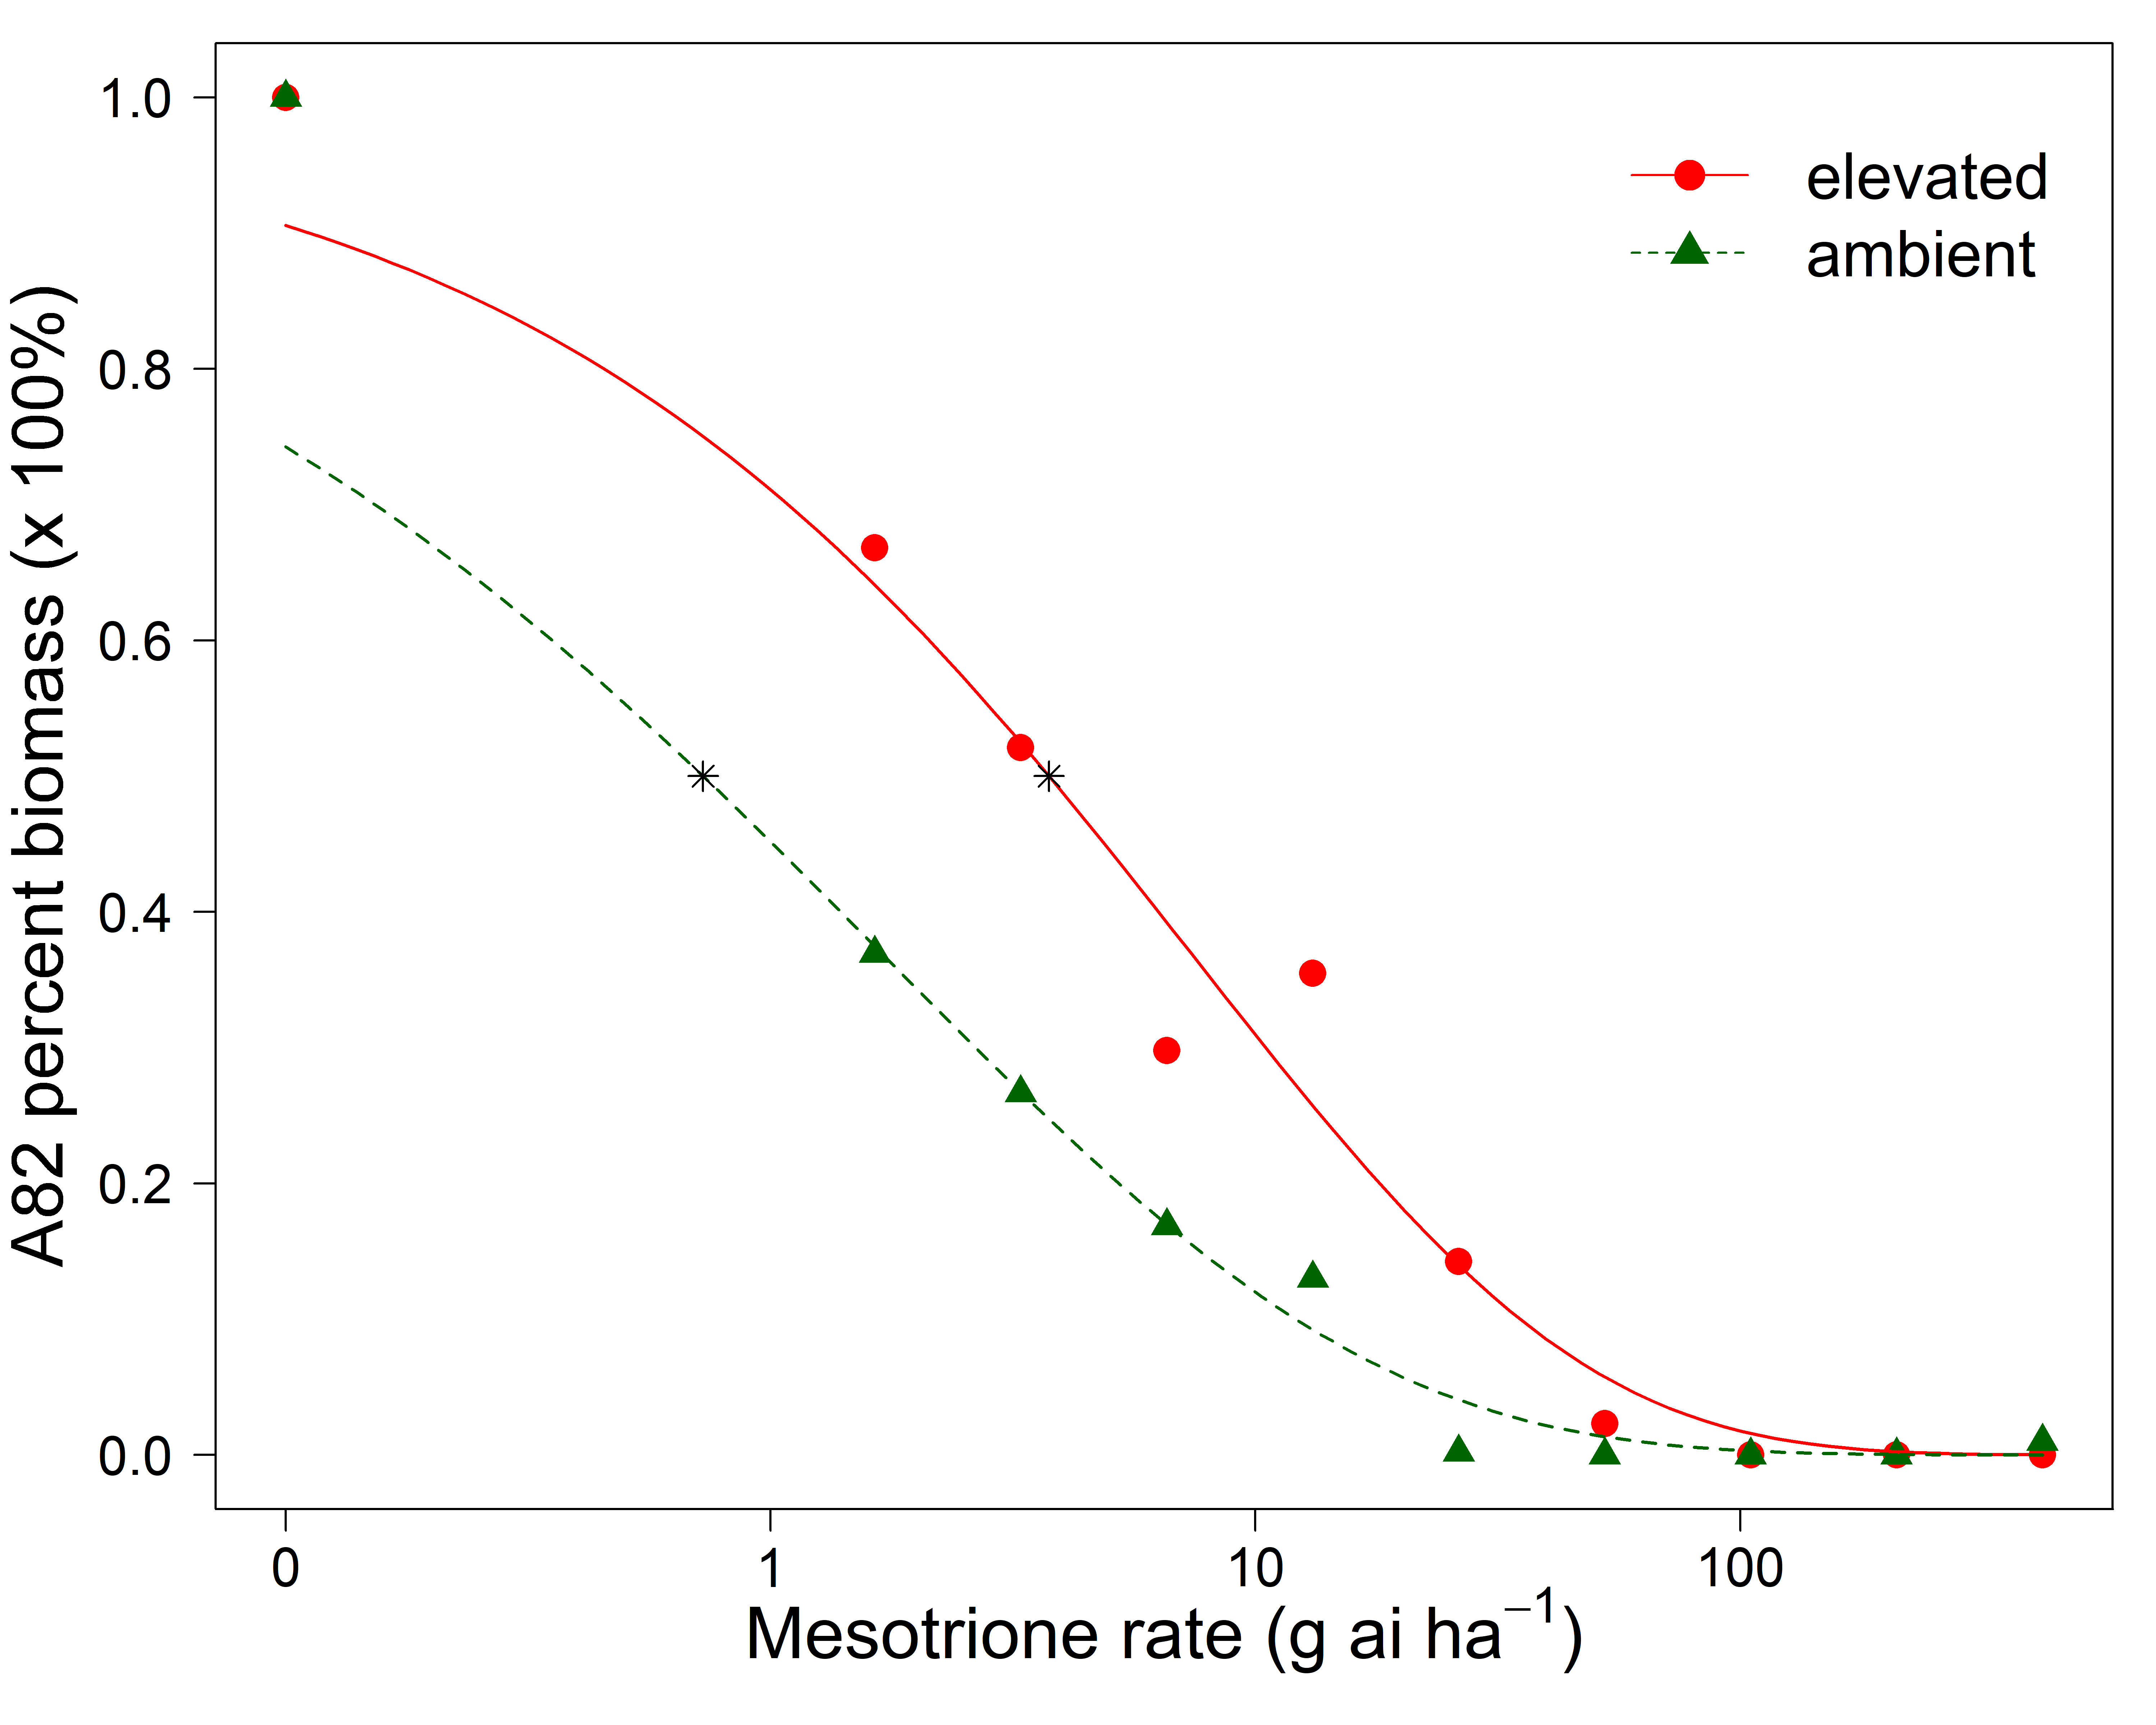 A82 percent biomass (x 100%)
1.0
0.8
0.6
0.4
0.2
0.0
elevated
ambient
0 1 10 100
Mesotrione rate (g ai ha⁻¹)